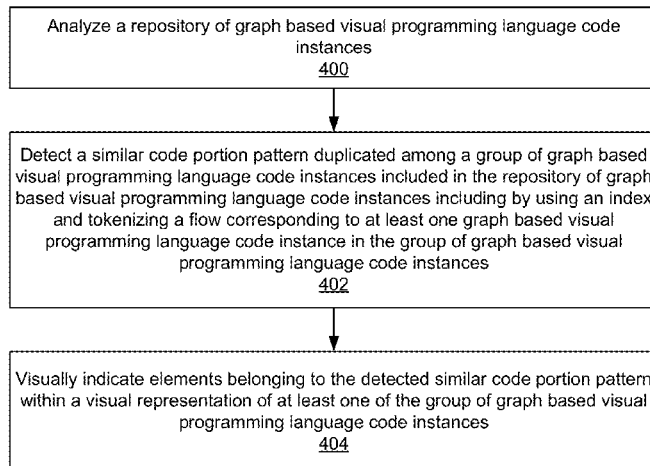 Analyze a repository of graph based visual programming language code
instances
400
Detect a similar code portion pattern duplicated among a group of graph based
visual programming language code instances included in the repository of graph
based visual programming language code instances including by using an index
and tokenizing a flow corresponding to at least one graph based visual
programming language code instance in the group of graph based visual
programming language code instances
402
Visually indicate elements belonging to the detected similar code portion pattern
within a visual representation of at least one of the group of graph based visual
programming language code instances
404